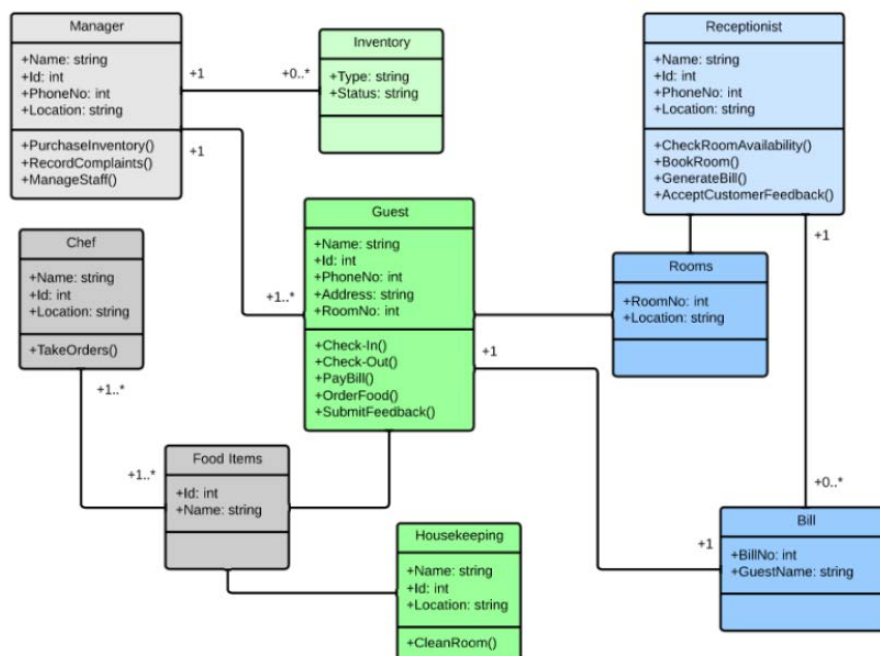 Manager
+Name: string
+Id: int
+PhoneNo: int
+Location: string
+PurchaseInventory()
+RecordComplaints()
+ManageStaff()
+1
+0..*
+1
+1..*
Inventory
+Type: string
+Status: string
Receptionist
+Name: string
+Id: int
+PhoneNo: int
+Location: string
+CheckRoomAvailability()
+BookRoom()
+GenerateBill()
+AcceptCustomerFeedback()
+1
+0..*
Chef
+Name: string
+Id: int
+Location: string
+TakeOrders()
+1..*
+1..*
Guest
+Name: string
+Id: int
+PhoneNo: int
+Address: string
+RoomNo: int
+Check-In()
+Check-Out()
+PayBill()
+OrderFood()
+SubmitFeedback()
+1
+1
Rooms
+RoomNo: int
+Location: string
Food Items
+Id: int
+Name: string
Housekeeping
+Name: string
+Id: int
+Location: string
+CleanRoom()
Bill
+BillNo: int
+GuestName: string